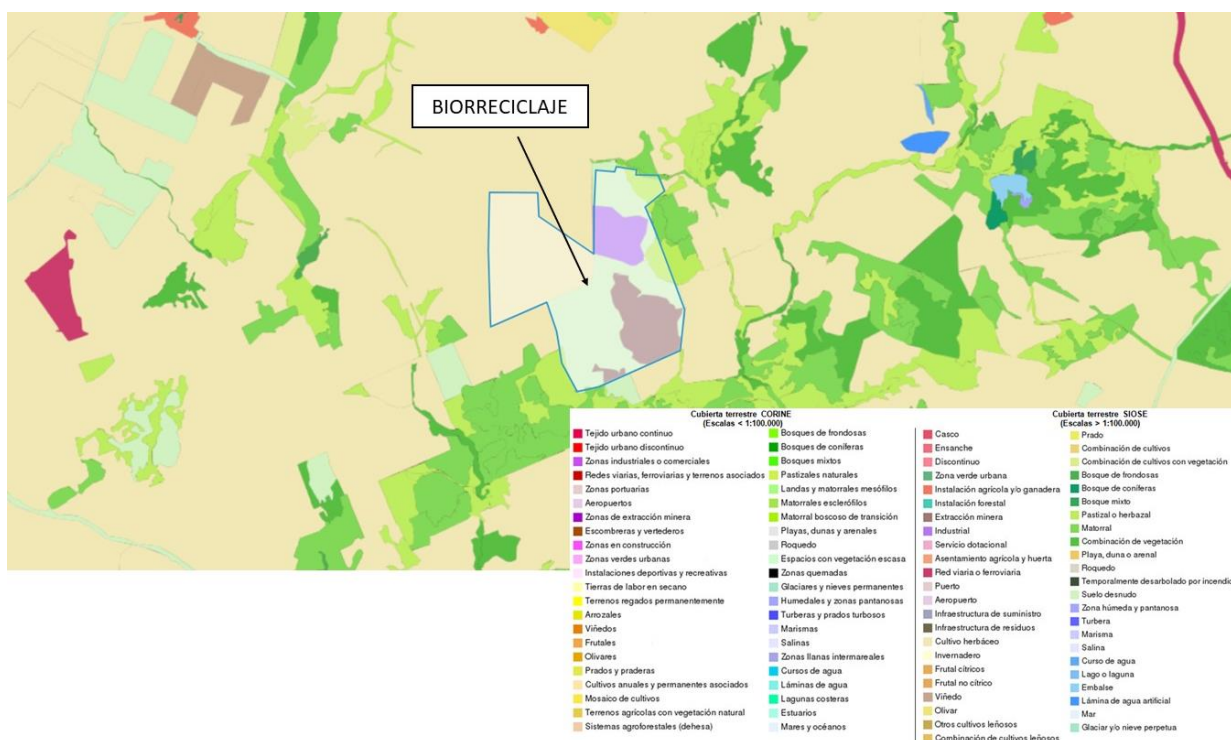 BIORRECICLAJE
Cubierta terrestre CORINE
(Escalas < 1:100.000)
Tejido urbano continuo
Tejido urbano discontinuo
Zonas industriales o comerciales
Redes viarias, ferroviarias y terrenos asociados
Zonas portuarias
Aeropuertos
Zonas de extracción minera
Escombreras y vertederos
Zonas en construcción
Zonas verdes urbanas
Instalaciones deportivas y recreativas
Tierras de labor en secano
Terrenos regados permanentemente
Arrozales
Viñedos
Frutales
Olivares
Prados y praderas
Cultivos anuales y permanentes asociados
Mosaico de cultivos
Terrenos agrícolas con vegetación natural
Sistemas agroforestales (dehesa)
Bosques de frondosas
Bosques de coníferas
Bosques mixtos
Pastizales naturales
Landas y matorrales mesófilos
Matorrales esclerófilos
Matorral boscoso de transición
Playas, dunas y arenales
Roquedo
Espacios con vegetación escasa
Zonas quemadas
Glaciares y nieves permanentes
Humedales y zonas pantanosas
Turberas y prados turbosos
Marismas
Salinas
Zonas llanas intermareales
Cursos de agua
Láminas de agua
Lagunas costeras
Estuarios
Mares y océanos
Cubierta terrestre SIOSE
(Escalas > 1:100.000)
Casco
Ensanche
Discontinuo
Zona verde urbana
Instalación agrícola y/o ganadera
Instalación forestal
Extracción minera
Industrial
Servicio dotacional
Asentamiento agrícola y huerta
Red viaria o ferroviaria
Puerto
Aeropuerto
Infraestructura de suministro
Infraestructura de residuos
Cultivo herbáceo
Invernadero
Frutal cítricos
Frutal no cítrico
Viñedo
Olivar
Otros cultivos leñosos
Combinación de cultivos leñosos
Prado
Combinación de cultivos
Combinación de cultivos con vegetación
Bosque de frondosas
Bosque de coníferas
Bosque mixto
Pastizal o herbazal
Matorral
Combinación de vegetación
Playa, duna o arenal
Roquedo
Temporalmente desarbolado por incendio
Suelo desnudo
Zona húmeda y pantanosa
Turbera
Marisma
Salina
Curso de agua
Lago o laguna
Embalse
Lámina de agua artificial
Mar
Glaciar y/o nieve perpetua